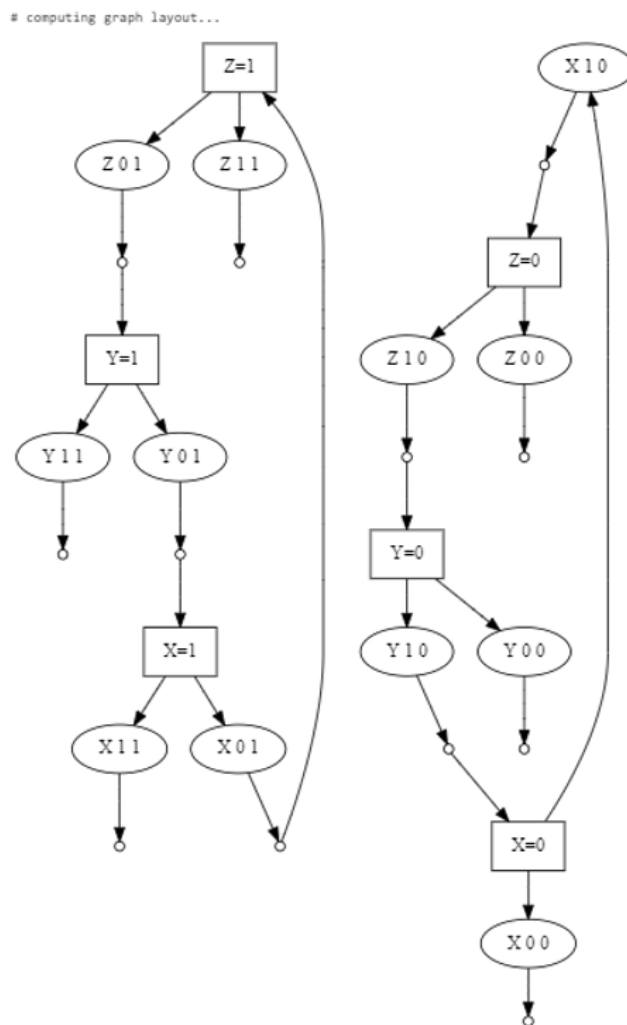 # computing graph layout...
Z=1
X 1 0
Z 0 1
Z 1 1
Z=0
Y=1
Z 1 0
Z 0 0
Y 1 1
Y 0 1
Y=0
X=1
Y 1 0
Y 0 0
X 1 1
X 0 1
X=0
X 0 0